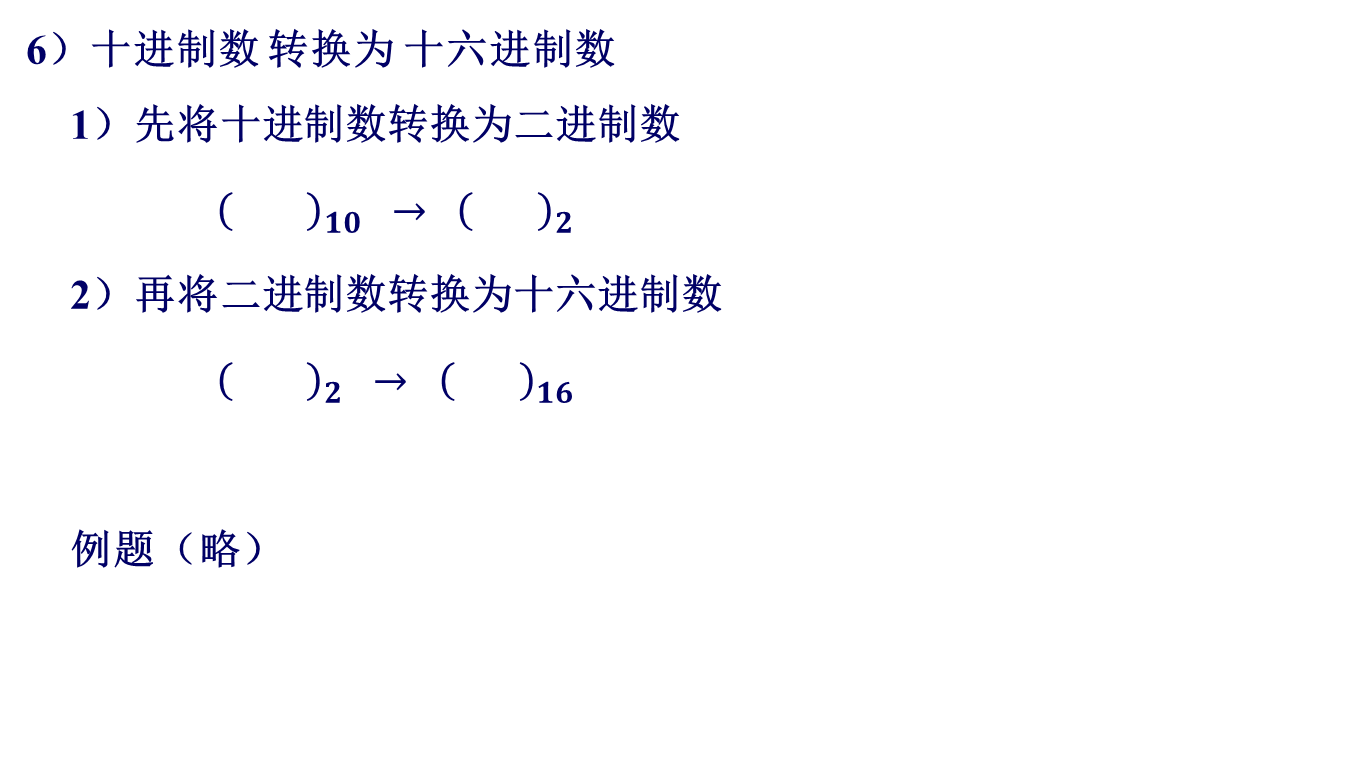 6）十进制数 转换为 十六进制数
1）先将十进制数转换为二进制数
(　)₁₀ → (　)₂
2）再将二进制数转换为十六进制数
(　)₂ → (　)₁₆
例题（略）